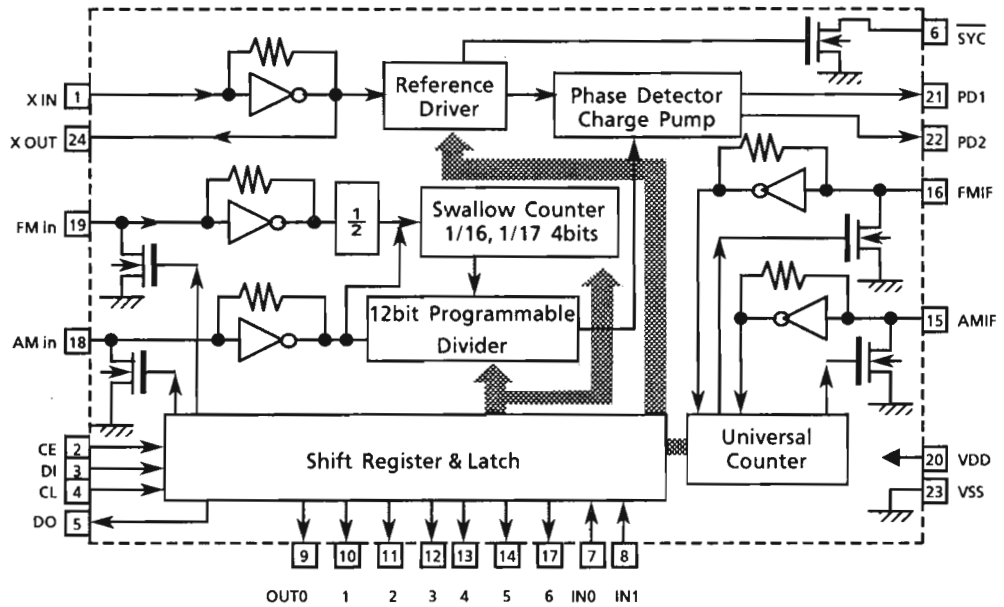 6 SYC
X IN 1
Reference
Driver
Phase Detector
Charge Pump
21 PD1
X OUT 24
22 PD2
16 FMIF
FM in 19
1/2
Swallow Counter
1/16, 1/17 4bits
AM in 18
12bit Programmable
Divider
15 AMIF
CE 2
DI 3
CL 4
DO 5
Shift Register & Latch
Universal
Counter
20 VDD
23 VSS
9 10 11 12 13 14 17 7 8
OUT0 1 2 3 4 5 6 IN0 IN1